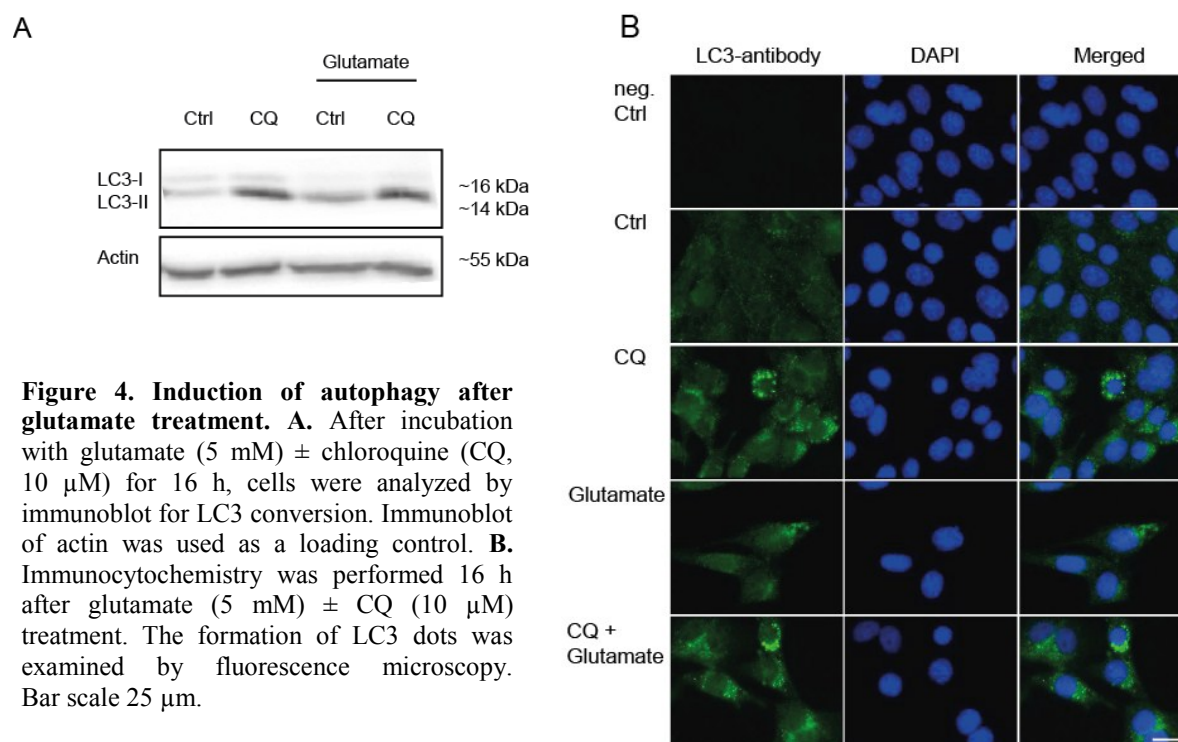 A
Glutamate
Ctrl CQ Ctrl CQ
LC3-I
LC3-II
~16 kDa
~14 kDa
Actin
~55 kDa
Figure 4. Induction of autophagy after
glutamate treatment. A. After incubation
with glutamate (5 mM) ± chloroquine (CQ,
10 µM) for 16 h, cells were analyzed by
immunoblot for LC3 conversion. Immunoblot
of actin was used as a loading control. B.
Immunocytochemistry was performed 16 h
after glutamate (5 mM) ± CQ (10 µM)
treatment. The formation of LC3 dots was
examined by fluorescence microscopy.
Bar scale 25 µm.
B
LC3-antibody DAPI Merged
neg.
Ctrl
Ctrl
CQ
Glutamate
CQ +
Glutamate